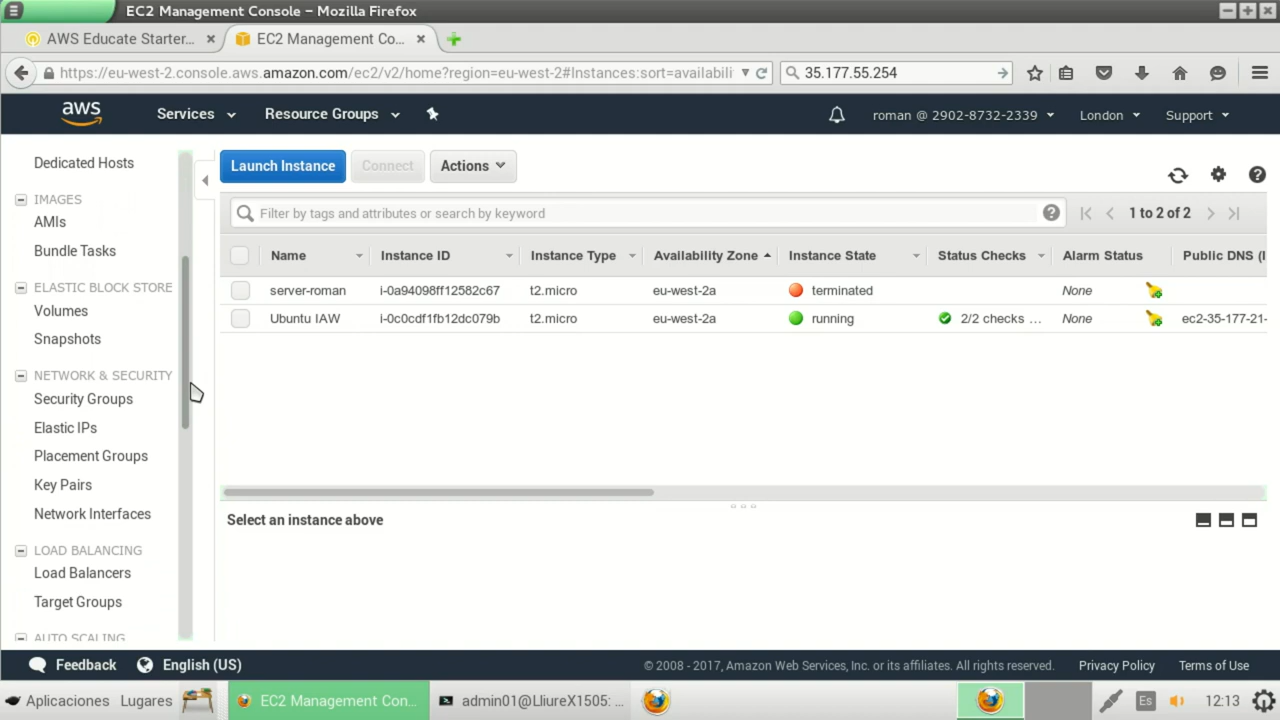 EC2 Management Console - Mozilla Firefox
AWS Educate Starter...
EC2 Management Co...
https://eu-west-2.console.aws.amazon.com/ec2/v2/home?region=eu-west-2#Instances:sort=availabili
35.177.55.254
aws
Services
Resource Groups
roman @ 2902-8732-2339
London
Support
Dedicated Hosts
IMAGES
AMIs
Bundle Tasks
ELASTIC BLOCK STORE
Volumes
Snapshots
NETWORK & SECURITY
Security Groups
Elastic IPs
Placement Groups
Key Pairs
Network Interfaces
LOAD BALANCING
Load Balancers
Target Groups
AUTO SCALING
Launch Instance
Connect
Actions
Filter by tags and attributes or search by keyword
1 to 2 of 2
Name Instance ID Instance Type Availability Zone Instance State Status Checks Alarm Status Public DNS (I
server-roman i-0a94098ff12582c67 t2.micro eu-west-2a terminated None
Ubuntu IAW i-0c0cdf1fb12dc079b t2.micro eu-west-2a running 2/2 checks ... None ec2-35-177-21-
Select an instance above
Feedback
English (US)
© 2008 - 2017, Amazon Web Services, Inc. or its affiliates. All rights reserved.
Privacy Policy
Terms of Use
Aplicaciones
Lugares
EC2 Management Con...
admin01@LliureX1505: ...
Es
12:13